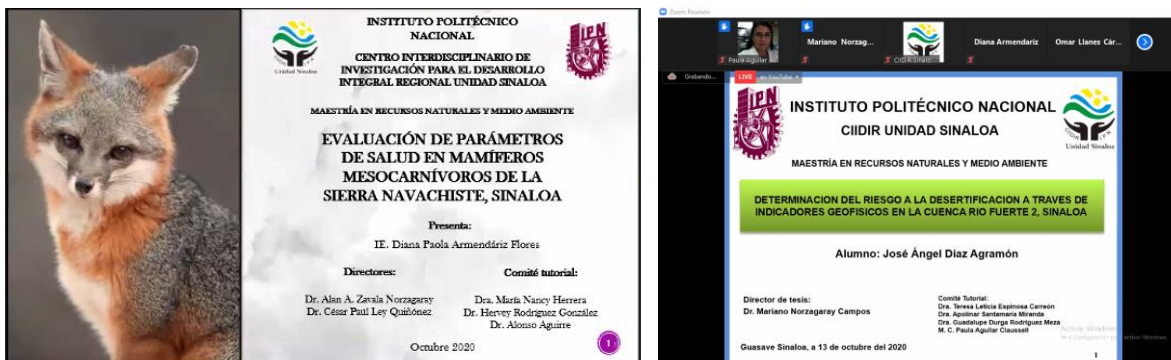 INSTITUTO POLITÉCNICO
NACIONAL
CENTRO INTERDISCIPLINARIO DE
INVESTIGACIÓN PARA EL DESARROLLO
INTEGRAL REGIONAL UNIDAD SINALOA
Unidad Sinaloa
IPN
MAESTRÍA EN RECURSOS NATURALES Y MEDIO AMBIENTE
EVALUACIÓN DE PARÁMETROS
DE SALUD EN MAMÍFEROS
MESOCARNÍVOROS DE LA
SIERRA NAVACHISTE, SINALOA
Presenta:
IE. Diana Paola Armendáriz Flores
Directores:
Dr. Alan A. Zavala Norzagaray
Dr. César Paul Ley Quiñónez
Comité tutorial:
Dra. María Nancy Herrera
Dr. Hervey Rodríguez González
Dr. Alonso Aguirre
Octubre 2020
1
Zoom Reunión
Paula Aguilar
Mariano Norzag...
Diana Armendariz
Omar Llanes Cár...
Grabando...
LIVE en YouTube
IPN
INSTITUTO POLITÉCNICO NACIONAL
CIIDIR UNIDAD SINALOA
Unidad Sinaloa
MAESTRÍA EN RECURSOS NATURALES Y MEDIO AMBIENTE
DETERMINACION DEL RIESGO A LA DESERTIFICACION A TRAVES DE
INDICADORES GEOFISICOS EN LA CUENCA RIO FUERTE 2, SINALOA
Alumno: José Ángel Díaz Agramón
Director de tesis:
Dr. Mariano Norzagaray Campos
Comité Tutorial:
Dra. Teresa Leticia Espinosa Carreón
Dra. Apolinar Santamaría Miranda
Dra. Guadalupe Durga Rodríguez Meza
M. C. Paula Aguilar Claussell
Activar Windows
Guasave Sinaloa, a 13 de octubre del 2020
1